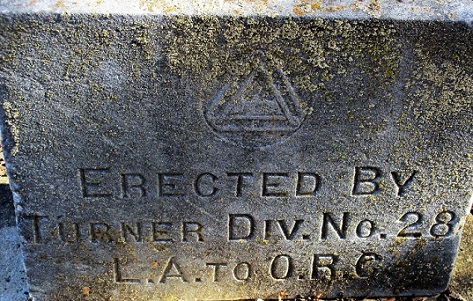 ERECTED BY
TURNER DIV. NO. 28
L.A. TO O.R.C.